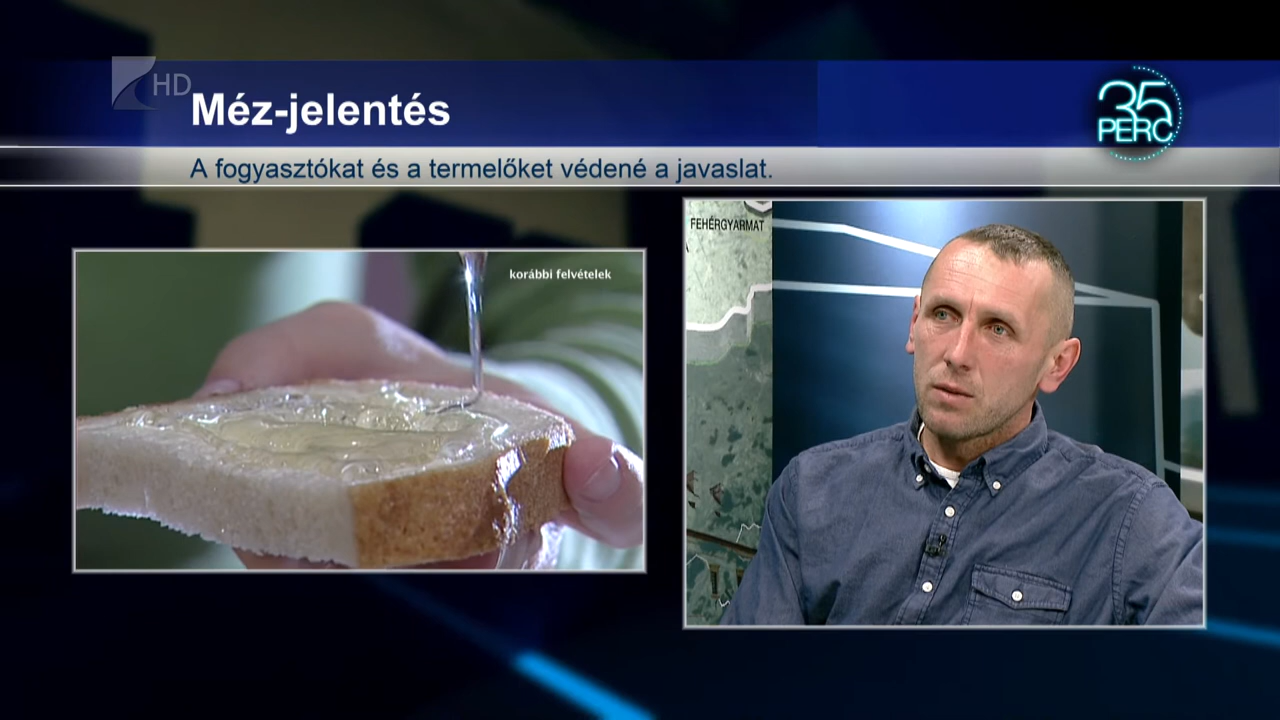 HD
Méz-jelentés
35
PERC
A fogyasztókat és a termelőket védené a javaslat.
korábbi felvételek
FEHÉRGYARMAT